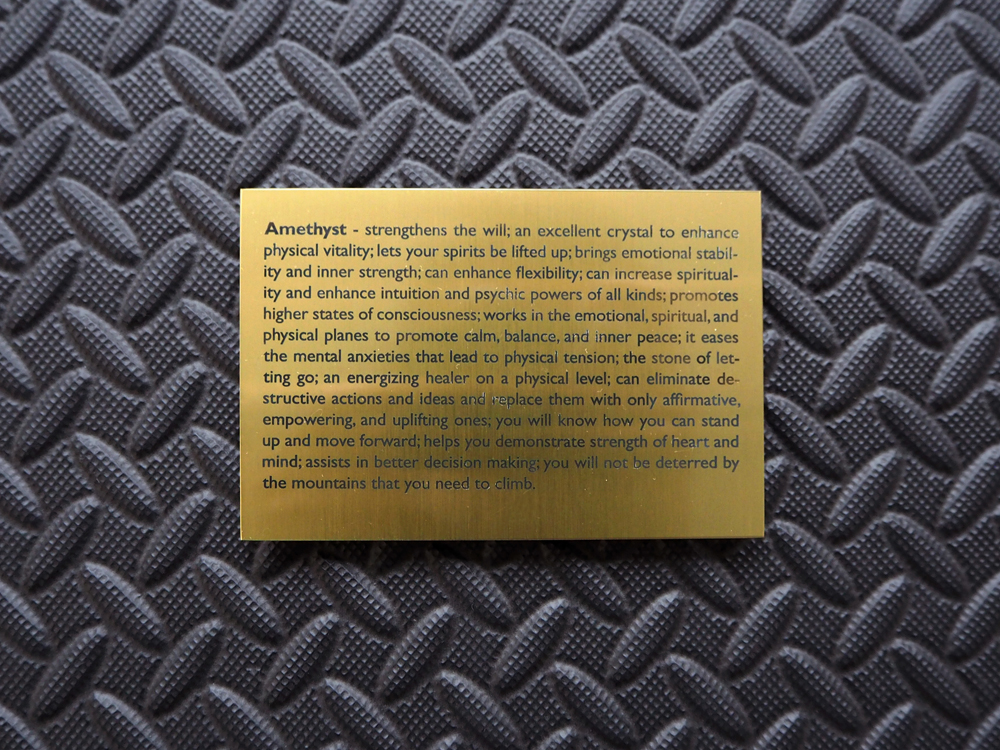 Amethyst - strengthens the will; an excellent crystal to enhance
physical vitality; lets your spirits be lifted up; brings emotional stabil-
ity and inner strength; can enhance flexibility; can increase spiritual-
ity and enhance intuition and psychic powers of all kinds; promotes
higher states of consciousness; works in the emotional, spiritual, and
physical planes to promote calm, balance, and inner peace; it eases
the mental anxieties that lead to physical tension; the stone of let-
ting go; an energizing healer on a physical level; can eliminate de-
structive actions and ideas and replace them with only affirmative,
empowering, and uplifting ones; you will know how you can stand
up and move forward; helps you demonstrate strength of heart and
mind; assists in better decision making; you will not be deterred by
the mountains that you need to climb.